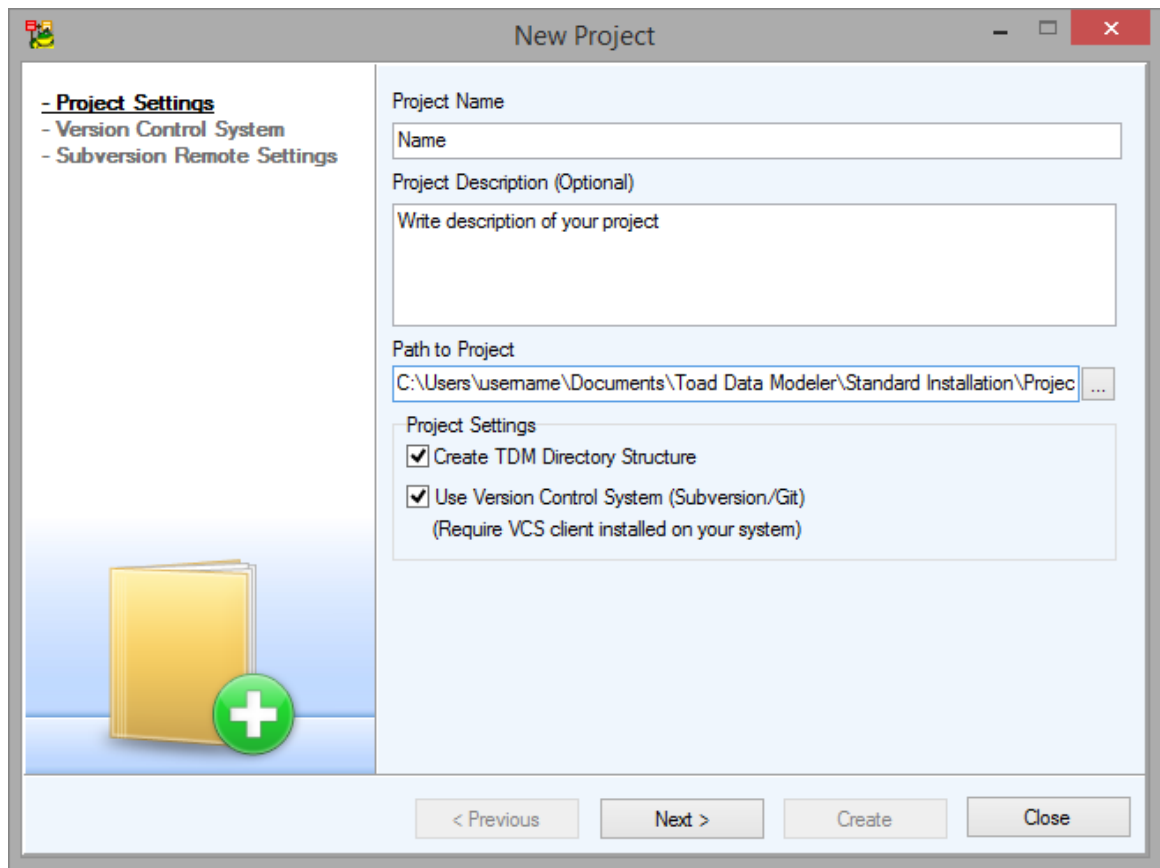 New Project
- Project Settings
- Version Control System
- Subversion Remote Settings
Project Name
Name
Project Description (Optional)
Write description of your project
Path to Project
C:\Users\username\Documents\Toad Data Modeler\Standard Installation\Projec
...
Project Settings
Create TDM Directory Structure
Use Version Control System (Subversion/Git)
(Require VCS client installed on your system)
< Previous
Next >
Create
Close